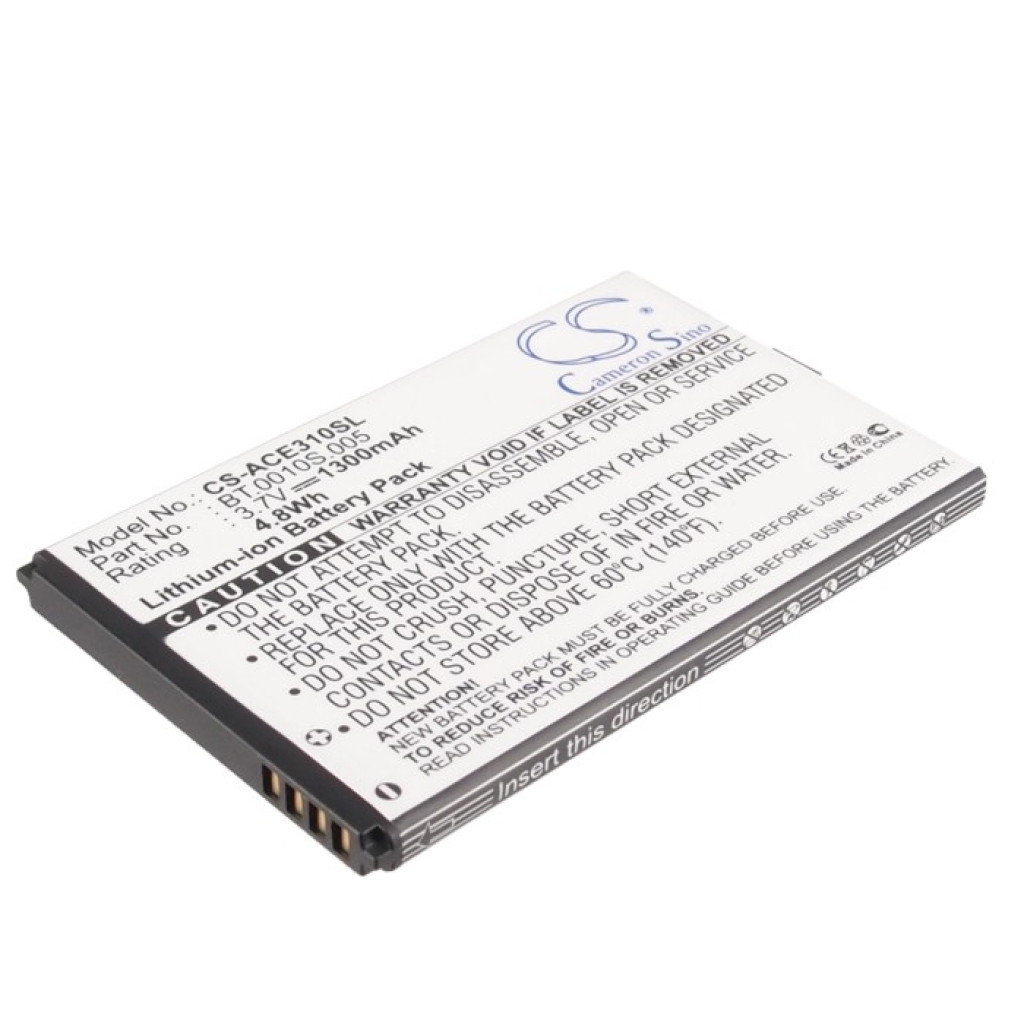 CS
Cameron Sino
Model No.: CS-ACE310SL
Part No. : BT.0010S.005
Rating : 3.7V 1300mAh
4.8Wh
Lithium-ion Battery Pack
CAUTION WARRANTY VOID IF LABEL IS REMOVED
• DO NOT ATTEMPT TO DISASSEMBLE, OPEN OR SERVICE
THE BATTERY PACK.
• REPLACE ONLY WITH THE BATTERY SPECIFIED
FOR THIS PRODUCT.
• DO NOT CRUSH, PUNCTURE, SHORT EXTERNAL
CONTACTS OR DISPOSE OF IN FIRE OR WATER.
• DO NOT STORE ABOVE 60°C (140°F)
ATTENTION!
NEW BATTERY PACK MUST BE FULLY CHARGED BEFORE USE.
TO REDUCE RISK OF FIRE OR BURNS.
READ INSTRUCTIONS IN OPERATING GUIDE BEFORE INSTALL.
CE
Made in China
Insert this direction